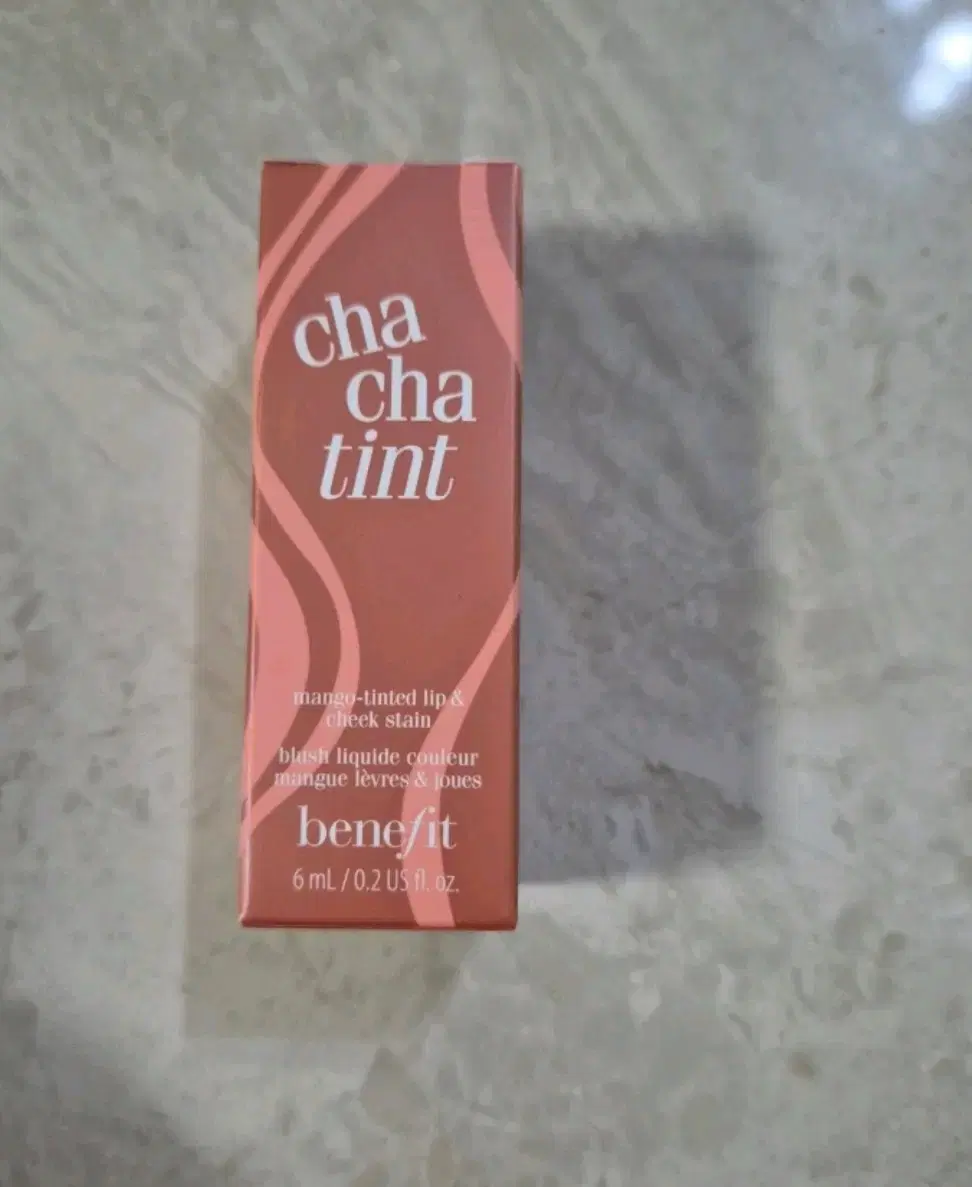 cha
cha
tint
mango-tinted lip &
cheek stain
blush liquide couleur
mangue lèvres & joues
benefit
6 mL / 0.2 US fl. oz.